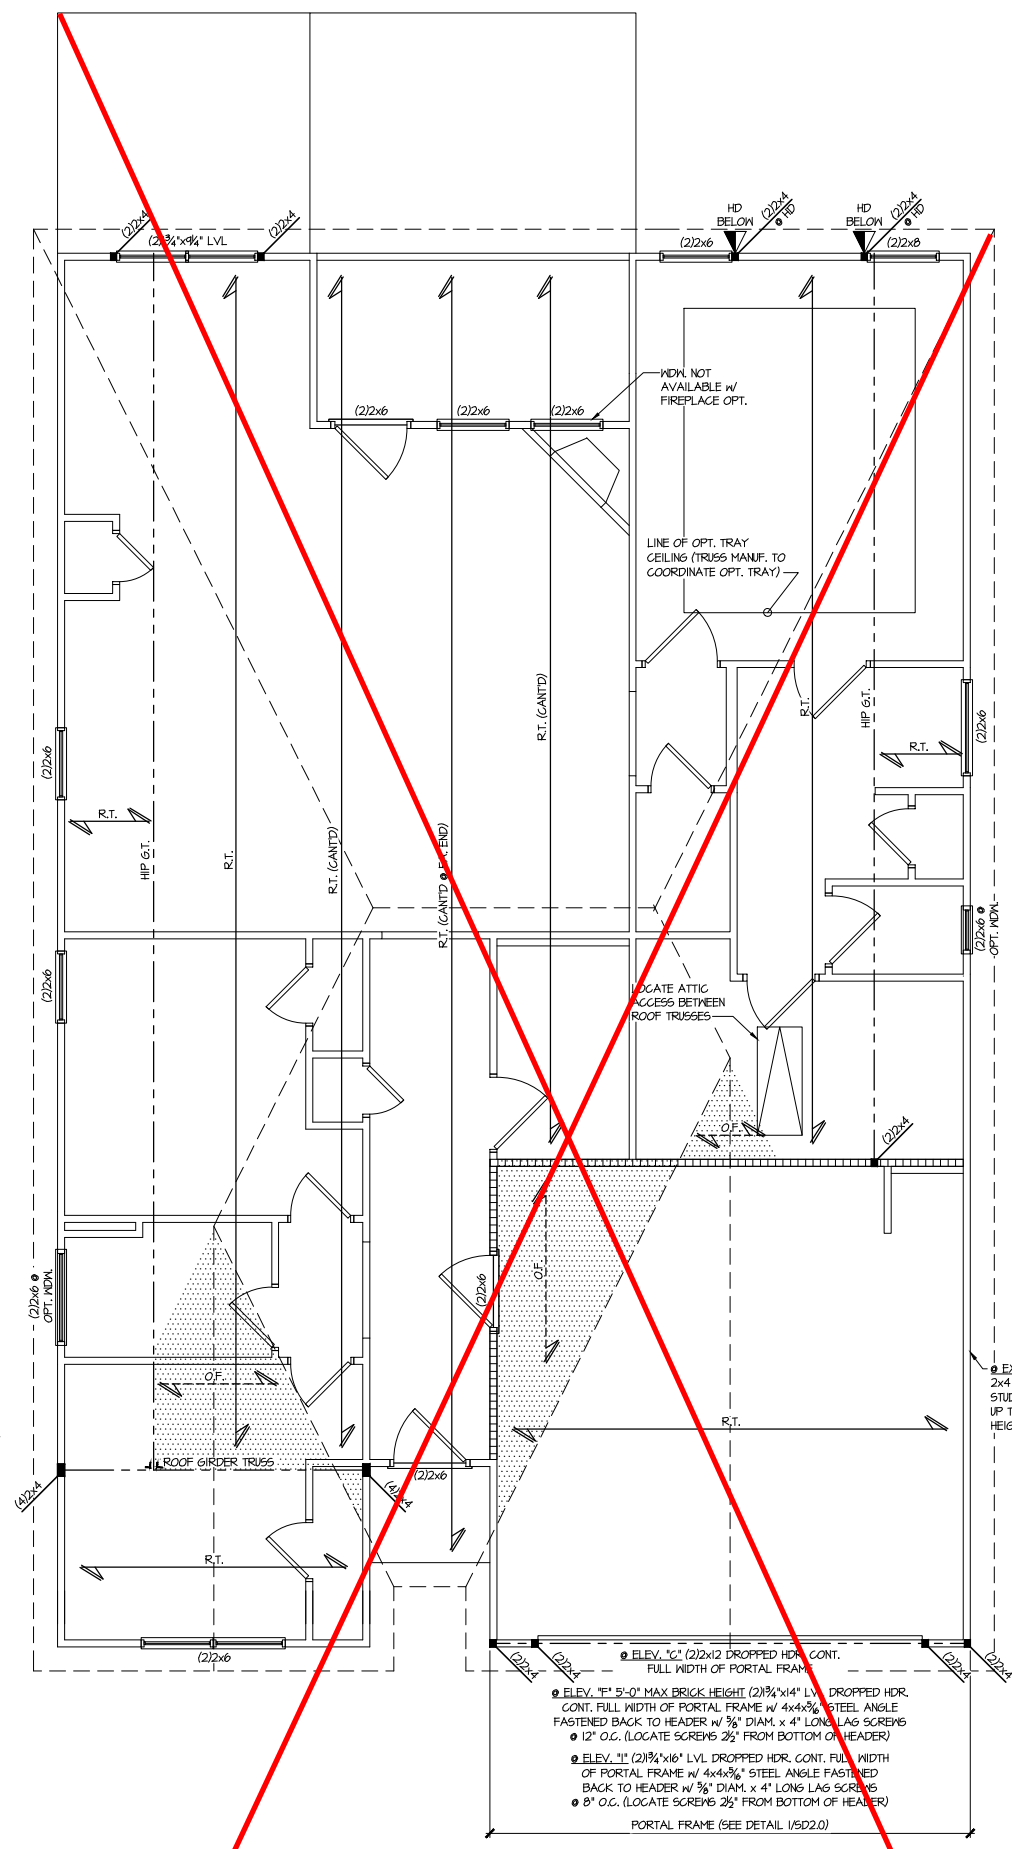 (2)2x4
(2)1¾"x9¼" LVL
(2)2x4
HD
BELOW
(2)2x4
@ HD
HD
BELOW
(2)2x4
@ HD
(2)2x6
(2)2x8
WDW. NOT
AVAILABLE W/
FIREPLACE OPT.
(2)2x6
(2)2x6
(2)2x6
LINE OF OPT. TRAY
CEILING (TRUSS MANUF. TO
COORDINATE OPT. TRAY)
R.T. (CANT'D)
R.T.
HIP G.T.
(2)2x6
R.T.
(2)2x6
R.T.
HIP G.T.
R.T.
R.T. (CANT'D)
R.T. (CANT'D @ EX. END)
(2)2x6 @
OPT. WDW.
(2)2x6
LOCATE ATTIC
ACCESS BETWEEN
ROOF TRUSSES
O.F.
(2)2x4
(2)2x6 @
OPT. WDW.
O.F.
(2)2x6
O.F.
R.T.
2x4
ROOF GIRDER TRUSS
(4)2x4
(4)2x4
(2)2x6
R.T.
(2)2x6
(2)2x4
(2)2x4
(2)2x4
(2)2x4
@ ELEV. "C" (2)2x12 DROPPED HDR. CONT.
FULL WIDTH OF PORTAL FRAME
@ ELEV. "F" 5'-0" MAX BRICK HEIGHT (2)1¾"x14" LVL DROPPED HDR.
CONT. FULL WIDTH OF PORTAL FRAME W/ 4x4x5/16" STEEL ANGLE
FASTENED BACK TO HEADER W/ 5/8" DIAM. x 4" LONG LAG SCREWS
@ 12" O.C. (LOCATE SCREWS 2½" FROM BOTTOM OF HEADER)
@ ELEV. "I" (2)1¾"x16" LVL DROPPED HDR. CONT. FULL WIDTH
OF PORTAL FRAME W/ 4x4x5/16" STEEL ANGLE FASTENED
BACK TO HEADER W/ 5/8" DIAM. x 4" LONG LAG SCREWS
@ 8" O.C. (LOCATE SCREWS 2½" FROM BOTTOM OF HEADER)
PORTAL FRAME (SEE DETAIL 1/SD2.0)